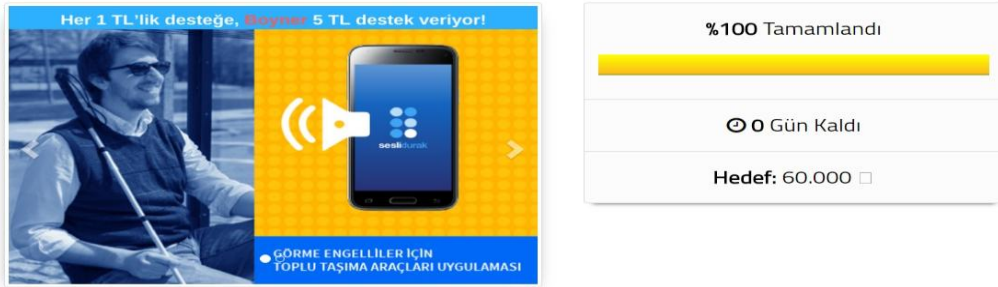 Her 1 TL'lik desteğe, Boyner 5 TL destek veriyor!
seslidurak
GÖRME ENGELLİLER İÇİN
TOPLU TAŞIMA ARAÇLARI UYGULAMASI
%100 Tamamlandı
0 Gün Kaldı
Hedef: 60.000